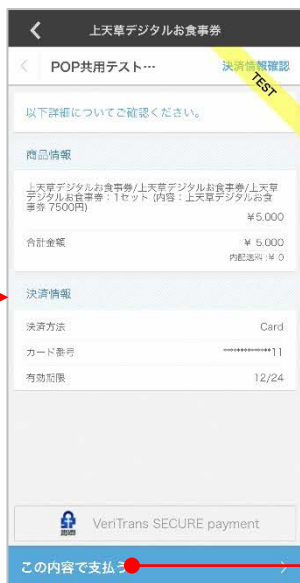 上天草デジタルお食事券
POP共用テスト…
決済情報確認
TEST
以下詳細についてご確認ください。
商品情報
上天草デジタルお食事券/上天草デジタルお食事券/上天草
デジタルお食事券：1セット (内容：上天草デジタルお食
事券 7500円)
¥5,000
合計金額
¥ 5,000
内配送料:¥ 0
決済情報
決済方法
Card
カード番号
**************11
有効期限
12/24
VeriTrans SECURE payment
この内容で支払う